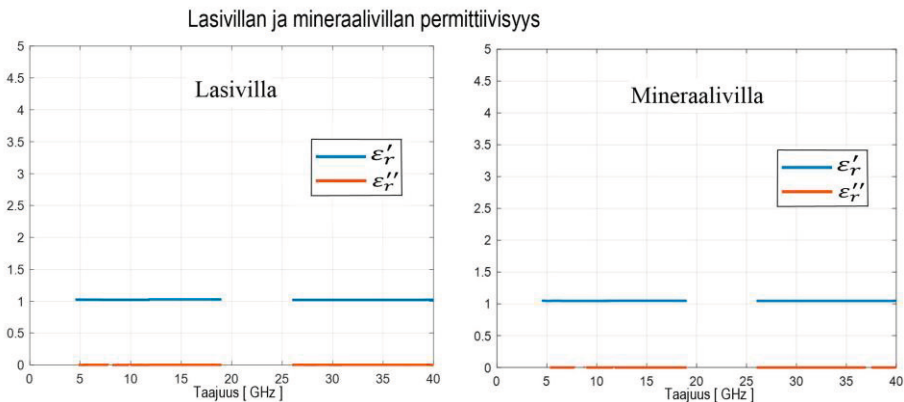 Lasivillan ja mineraalivillan permittiivisyys
5
4.5
4
3.5
3
2.5
2
1.5
1
0.5
0
Lasivilla
ε′r
ε″r
0 5 10 15 20 25 30 35 40
Taajuus [ GHz ]
5
4.5
4
3.5
3
2.5
2
1.5
1
0.5
0
Mineraalivilla
ε′r
ε″r
0 5 10 15 20 25 30 35 40
Taajuus [ GHz ]